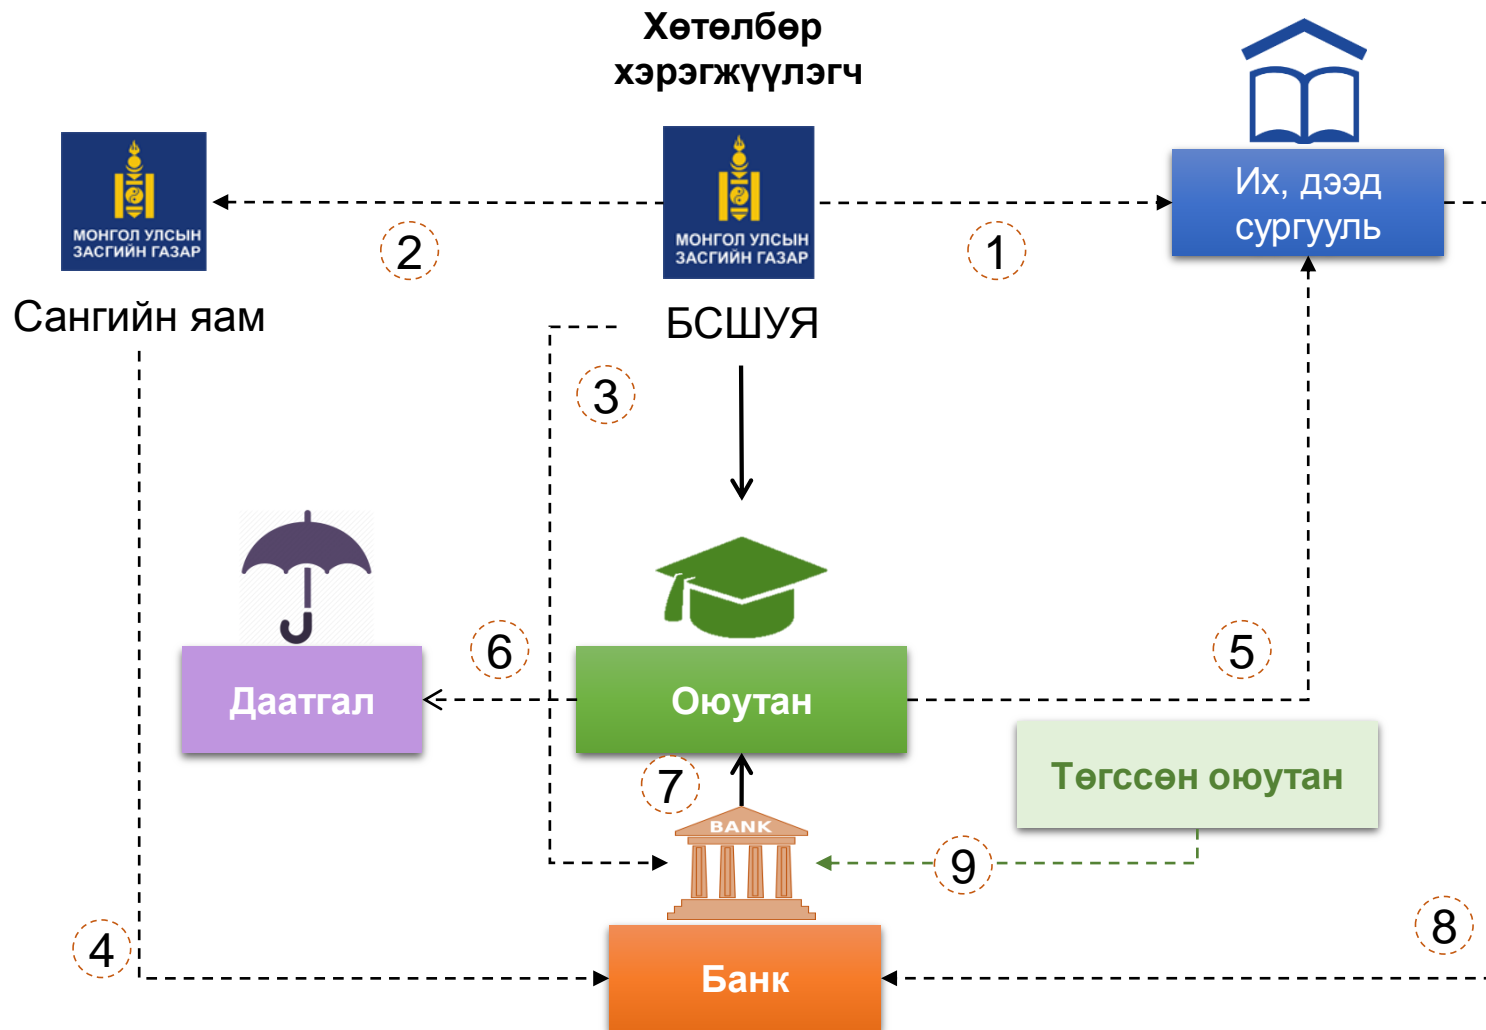 Хөтөлбөр
хэрэгжүүлэгч
МОНГОЛ УЛСЫН
ЗАСГИЙН ГАЗАР
МОНГОЛ УЛСЫН
ЗАСГИЙН ГАЗАР
Их, дээд
сургууль
2
1
Сангийн яам
БСШУЯ
3
6
5
Даатгал
Оюутан
7
Төгссөн оюутан
BANK
9
4
8
Банк